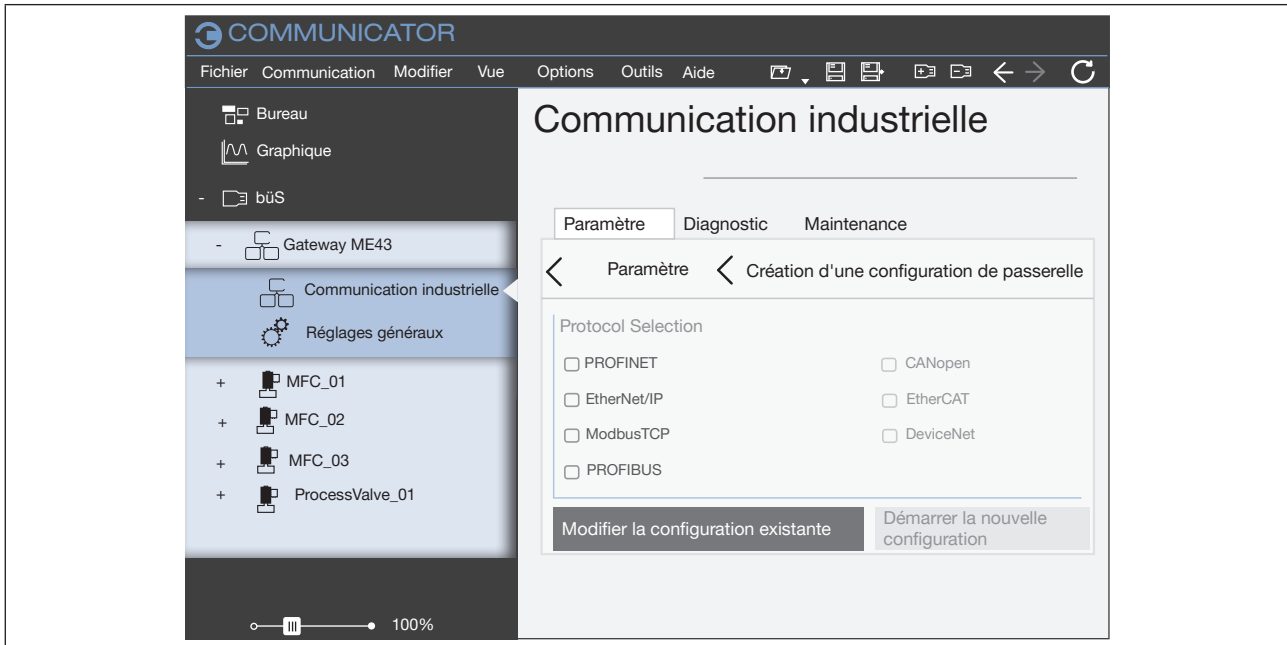 COMMUNICATOR
Fichier Communication Modifier Vue Options Outils Aide
Bureau
Graphique
- büS
- Gateway ME43
Communication industrielle
Réglages généraux
+ MFC_01
+ MFC_02
+ MFC_03
+ ProcessValve_01
100%
Communication industrielle
Paramètre Diagnostic Maintenance
Paramètre Création d'une configuration de passerelle
Protocol Selection
PROFINET CANopen
EtherNet/IP EtherCAT
ModbusTCP DeviceNet
PROFIBUS
Modifier la configuration existante
Démarrer la nouvelle
configuration